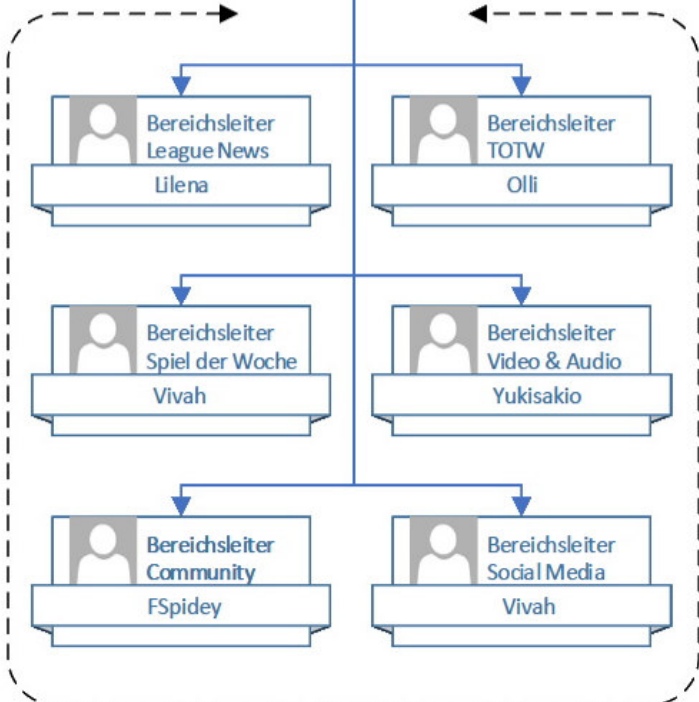 Bereichsleiter
League News
Lilena
Bereichsleiter
TOTW
Olli
Bereichsleiter
Spiel der Woche
Vivah
Bereichsleiter
Video & Audio
Yukisakio
Bereichsleiter
Community
FSpidey
Bereichsleiter
Social Media
Vivah